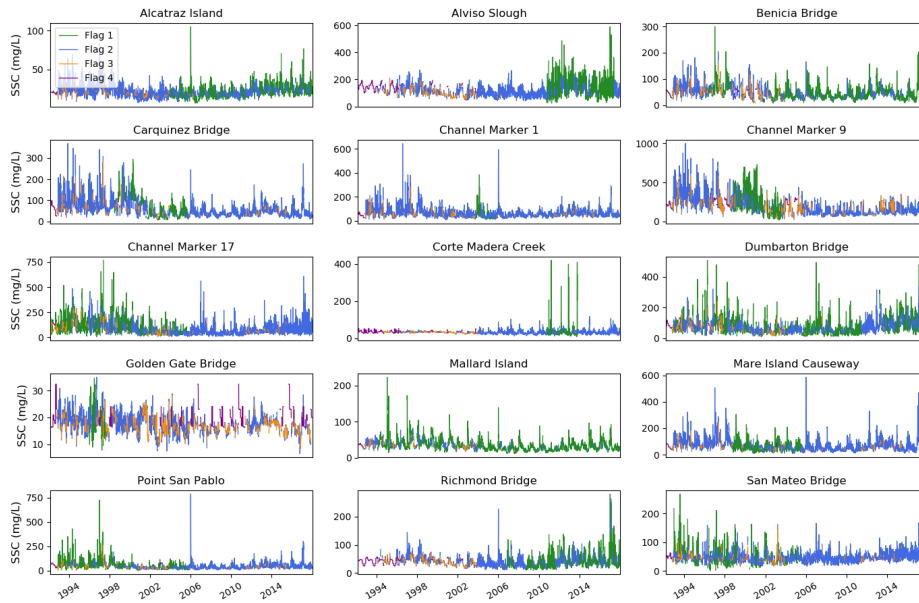 Alcatraz Island Alviso Slough Benicia Bridge
SSC (mg/L) 100 50 Flag 1 Flag 2 Flag 3 Flag 4 600 400 200 0 300 200 100 0
Carquinez Bridge Channel Marker 1 Channel Marker 9
SSC (mg/L) 300 200 100 0 600 400 200 0 1000 500 0
Channel Marker 17 Corte Madera Creek Dumbarton Bridge
SSC (mg/L) 750 500 250 0 400 200 0 400 200 0
Golden Gate Bridge Mallard Island Mare Island Causeway
SSC (mg/L) 30 20 10 200 100 0 600 400 200 0
Point San Pablo Richmond Bridge San Mateo Bridge
SSC (mg/L) 750 500 250 0 200 100 0 200 100 0
1994 1998 2002 2006 2010 2014 1994 1998 2002 2006 2010 2014 1994 1998 2002 2006 2010 2014